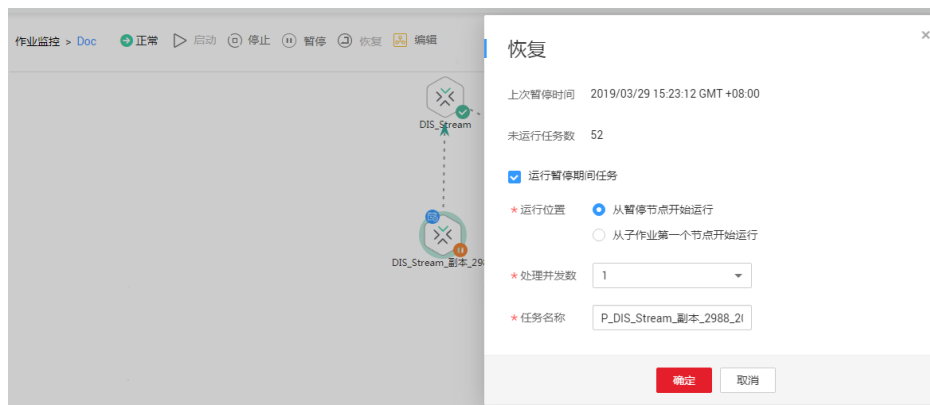 作业监控 > Doc 正常 启动 停止 暂停 恢复 编辑
DIS_Stream
DIS_Stream_副本_29
恢复
上次暂停时间 2019/03/29 15:23:12 GMT +08:00
未运行任务数 52
运行暂停期间任务
* 运行位置 从暂停节点开始运行
从子作业第一个节点开始运行
* 处理并发数 1
* 任务名称 P_DIS_Stream_副本_2988_2(
确定 取消